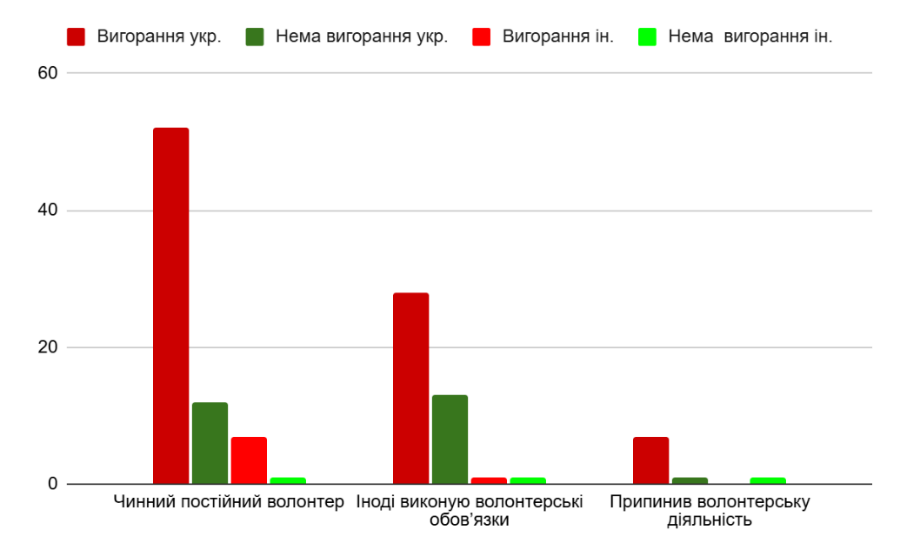 Вигорання укр. Нема вигорання укр. Вигорання ін. Нема вигорання ін.
60
40
20
0
Чинний постійний волонтер Іноді виконую волонтерські Припинив волонтерську
обов’язки діяльність